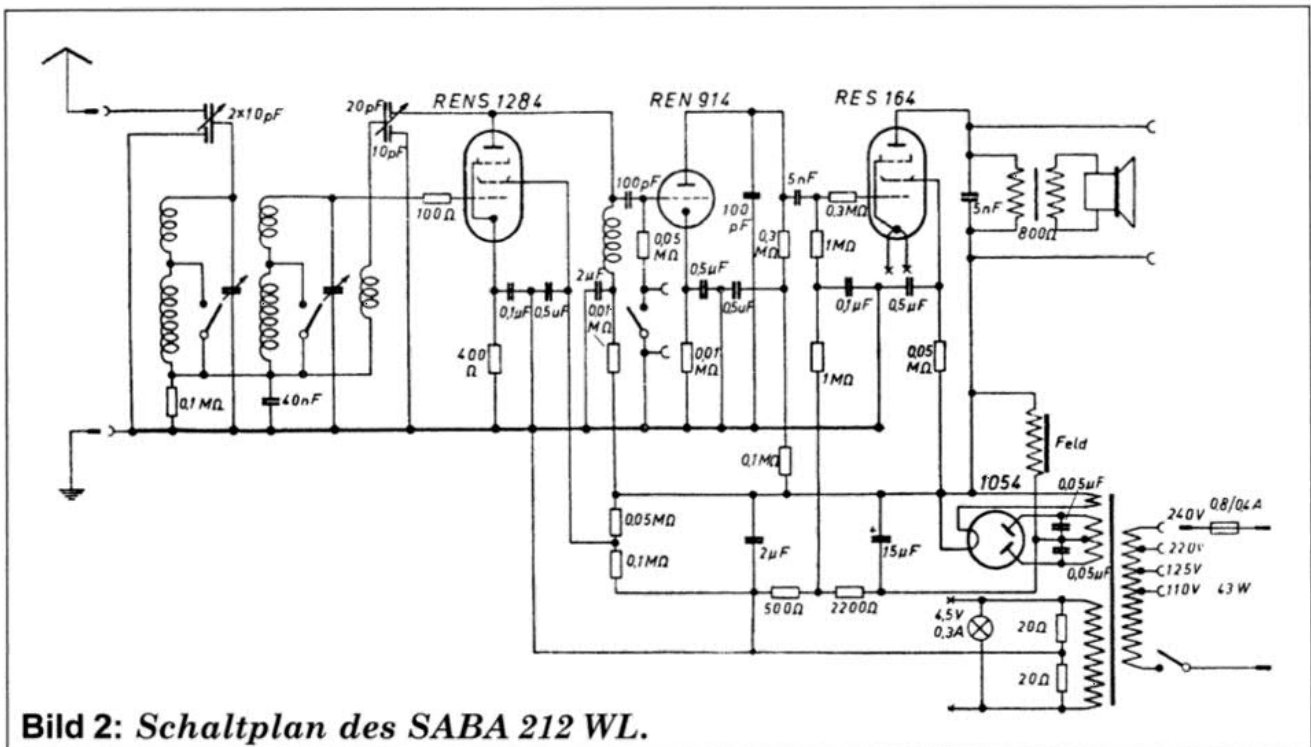 2×10pF
20pF
10pF
RENS 1284
REN 914
RES 164
100Ω
100pF
0,05
MΩ
100
pF
5nF
0,3
MΩ
0,3MΩ
1MΩ
5nF
800Ω
0,1µF
0,5uF
2µF
0,01
MΩ
0,5µF
0,5uF
0,1µF
0,5µF
400
Ω
0,01
MΩ
1MΩ
0,05
MΩ
0,1MΩ
40nF
Feld
0,1MΩ
1054
0,05µF
0,05MΩ
0,1MΩ
2µF
+
15µF
0,05µF
500Ω
2200Ω
240V
0,8/0,4A
220V
125V
110V
43W
4,5V
0,3A
20Ω
20Ω
Bild 2: Schaltplan des SABA 212 WL.